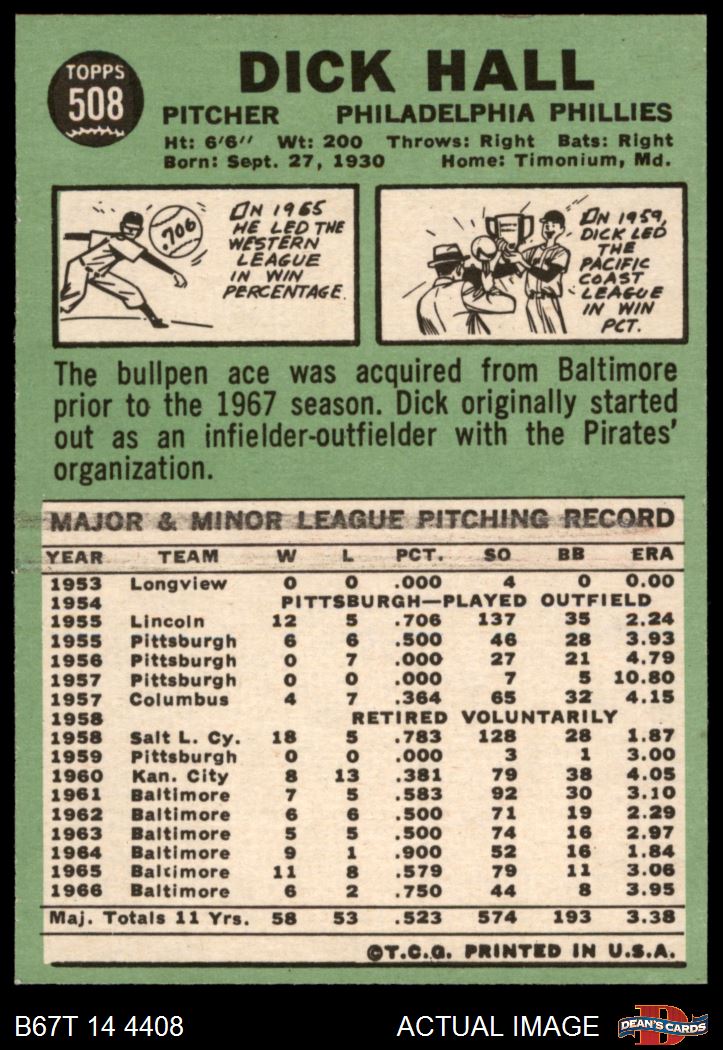 TOPPS
508
DICK HALL
PITCHER PHILADELPHIA PHILLIES
Ht: 6'6" Wt: 200 Throws: Right Bats: Right
Born: Sept. 27, 1930 Home: Timonium, Md.
.706
IN 1965
HE LED THE
WESTERN
LEAGUE
IN WIN
PERCENTAGE.
IN 1959,
DICK LED
THE
PACIFIC
COAST
LEAGUE
IN WIN
PCT.
The bullpen ace was acquired from Baltimore
prior to the 1967 season. Dick originally started
out as an infielder-outfielder with the Pirates'
organization.
MAJOR & MINOR LEAGUE PITCHING RECORD
YEAR TEAM W L PCT. SO BB ERA
1953 Longview 0 0 .000 4 0 0.00
1954 PITTSBURGH—PLAYED OUTFIELD
1955 Lincoln 12 5 .706 137 35 2.24
1955 Pittsburgh 6 6 .500 46 28 3.93
1956 Pittsburgh 0 7 .000 27 21 4.79
1957 Pittsburgh 0 0 .000 7 5 10.80
1957 Columbus 4 7 .364 65 32 4.15
1958 RETIRED VOLUNTARILY
1958 Salt L. Cy. 18 5 .783 128 28 1.87
1959 Pittsburgh 0 0 .000 3 1 3.00
1960 Kan. City 8 13 .381 79 38 4.05
1961 Baltimore 7 5 .583 92 30 3.10
1962 Baltimore 6 6 .500 71 19 2.29
1963 Baltimore 5 5 .500 74 16 2.97
1964 Baltimore 9 1 .900 52 16 1.84
1965 Baltimore 11 8 .579 79 11 3.06
1966 Baltimore 6 2 .750 44 8 3.95
Maj. Totals 11 Yrs. 58 53 .523 574 193 3.38
©T.C.G. PRINTED IN U.S.A.
B67T 14 4408 ACTUAL IMAGE
D
DEAN'S CARDS